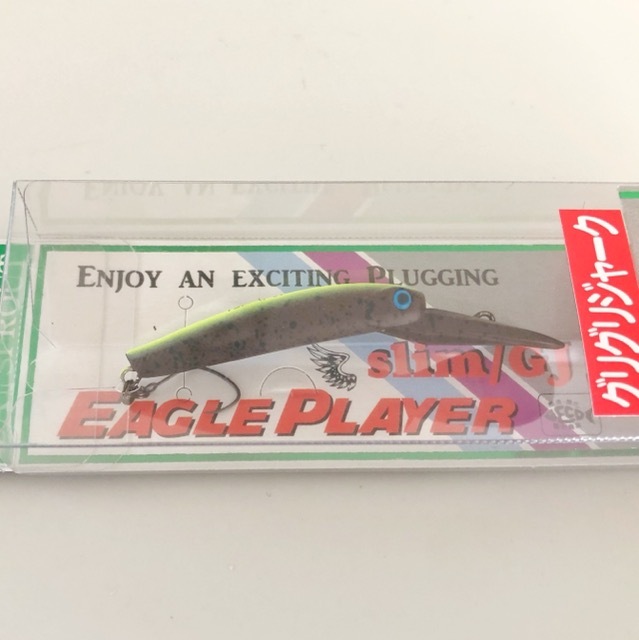 ENJOY AN EXCITING PLUGGING
slim/GJ
EAGLE PLAYER
グリグリジャーク